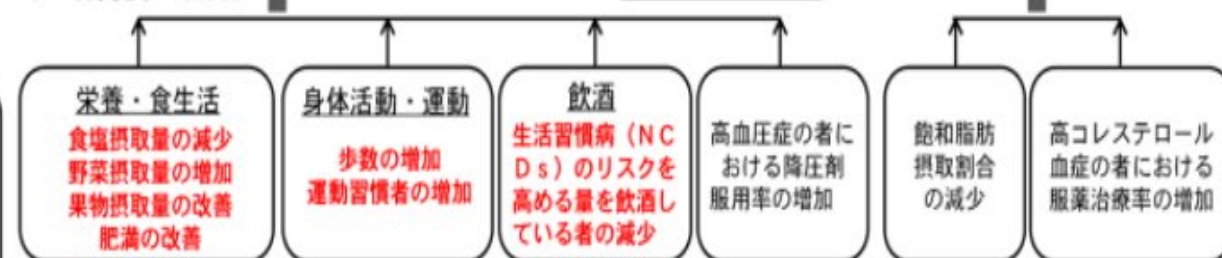 栄養・食生活
食塩摂取量の減少
野菜摂取量の増加
果物摂取量の改善
肥満の改善
身体活動・運動
歩数の増加
運動習慣者の増加
飲酒
生活習慣病（ＮＣ
Ｄｓ）のリスクを
高める量を飲酒し
ている者の減少
高血圧症の者に
おける降圧剤
服用率の増加
飽和脂肪
摂取割合
の減少
高コレステロール
血症の者における
服薬治療率の増加